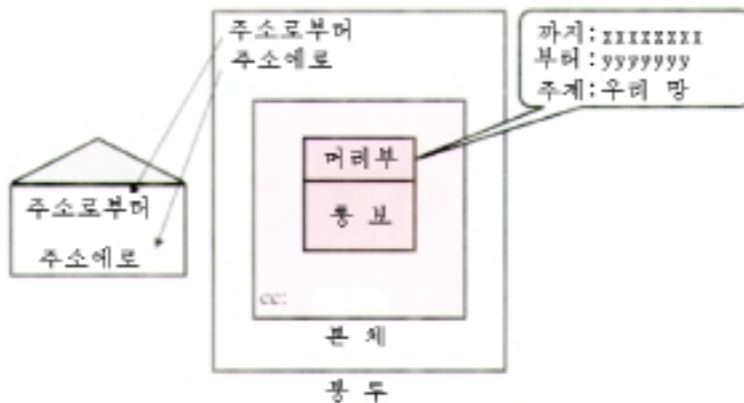 주소로부터
주소에로
까지:xxxxxxxx
부터:yyyyyyy
주제:우리 망
머리부
통 보
주소로부터
주소에로
cc:
본 체
봉 투